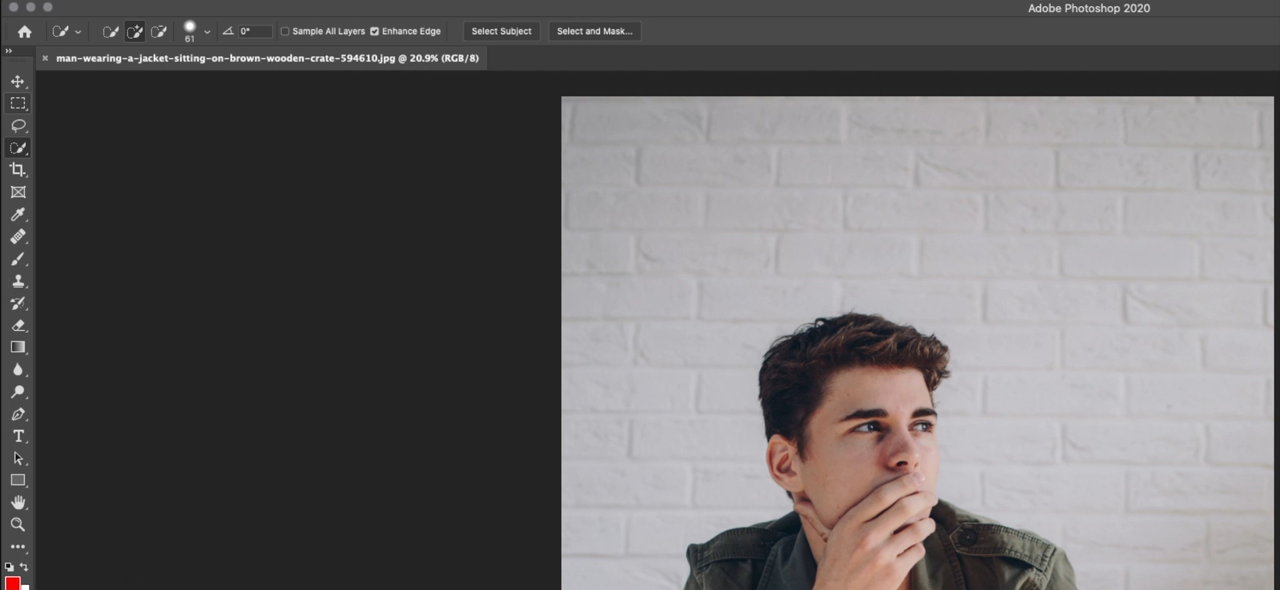 Adobe Photoshop 2020
61
0°
Sample All Layers
Enhance Edge
Select Subject
Select and Mask...
man-wearing-a-jacket-sitting-on-brown-wooden-crate-594610.jpg @ 20.9% (RGB/8)